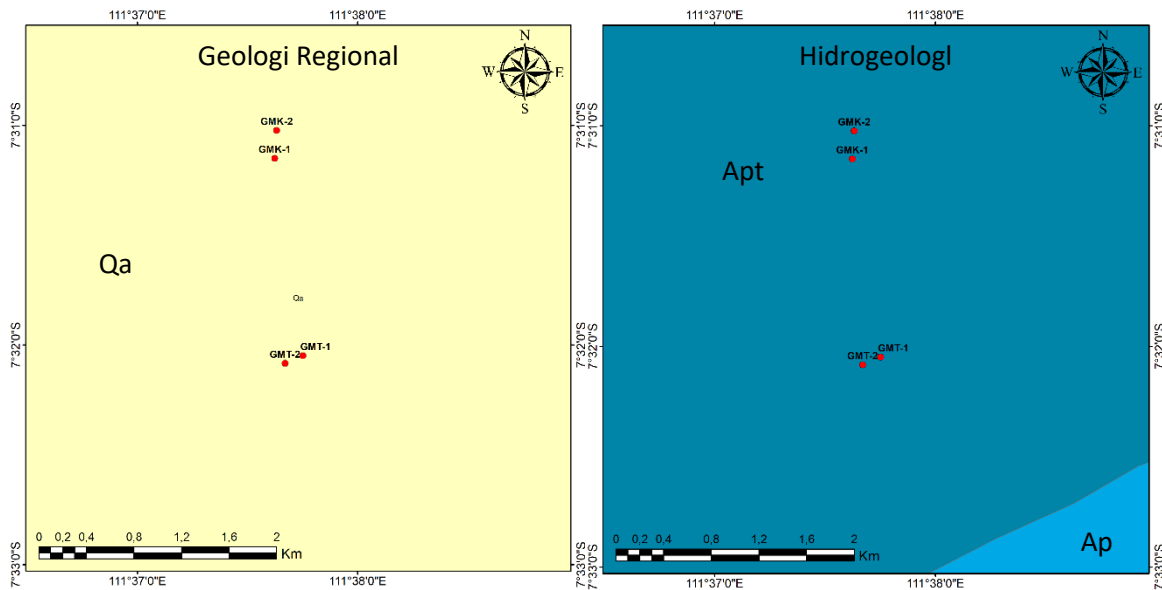 111°37'0"E 111°38'0"E
Geologi Regional
N
W E
S
7°31'0"S 7°31'0"S
GMK-2
GMK-1
Qa
Qa
7°32'0"S 7°32'0"S
GMT-1
GMT-2
0 0,2 0,4 0,8 1,2 1,6 2
Km
7°33'0"S 7°33'0"S
111°37'0"E 111°38'0"E
111°37'0"E 111°38'0"E
Hidrogeologl
N
W E
S
7°31'0"S 7°31'0"S
GMK-2
GMK-1
Apt
7°32'0"S 7°32'0"S
GMT-1
GMT-2
0 0,2 0,4 0,8 1,2 1,6 2
Km
Ap
7°33'0"S 7°33'0"S
111°37'0"E 111°38'0"E